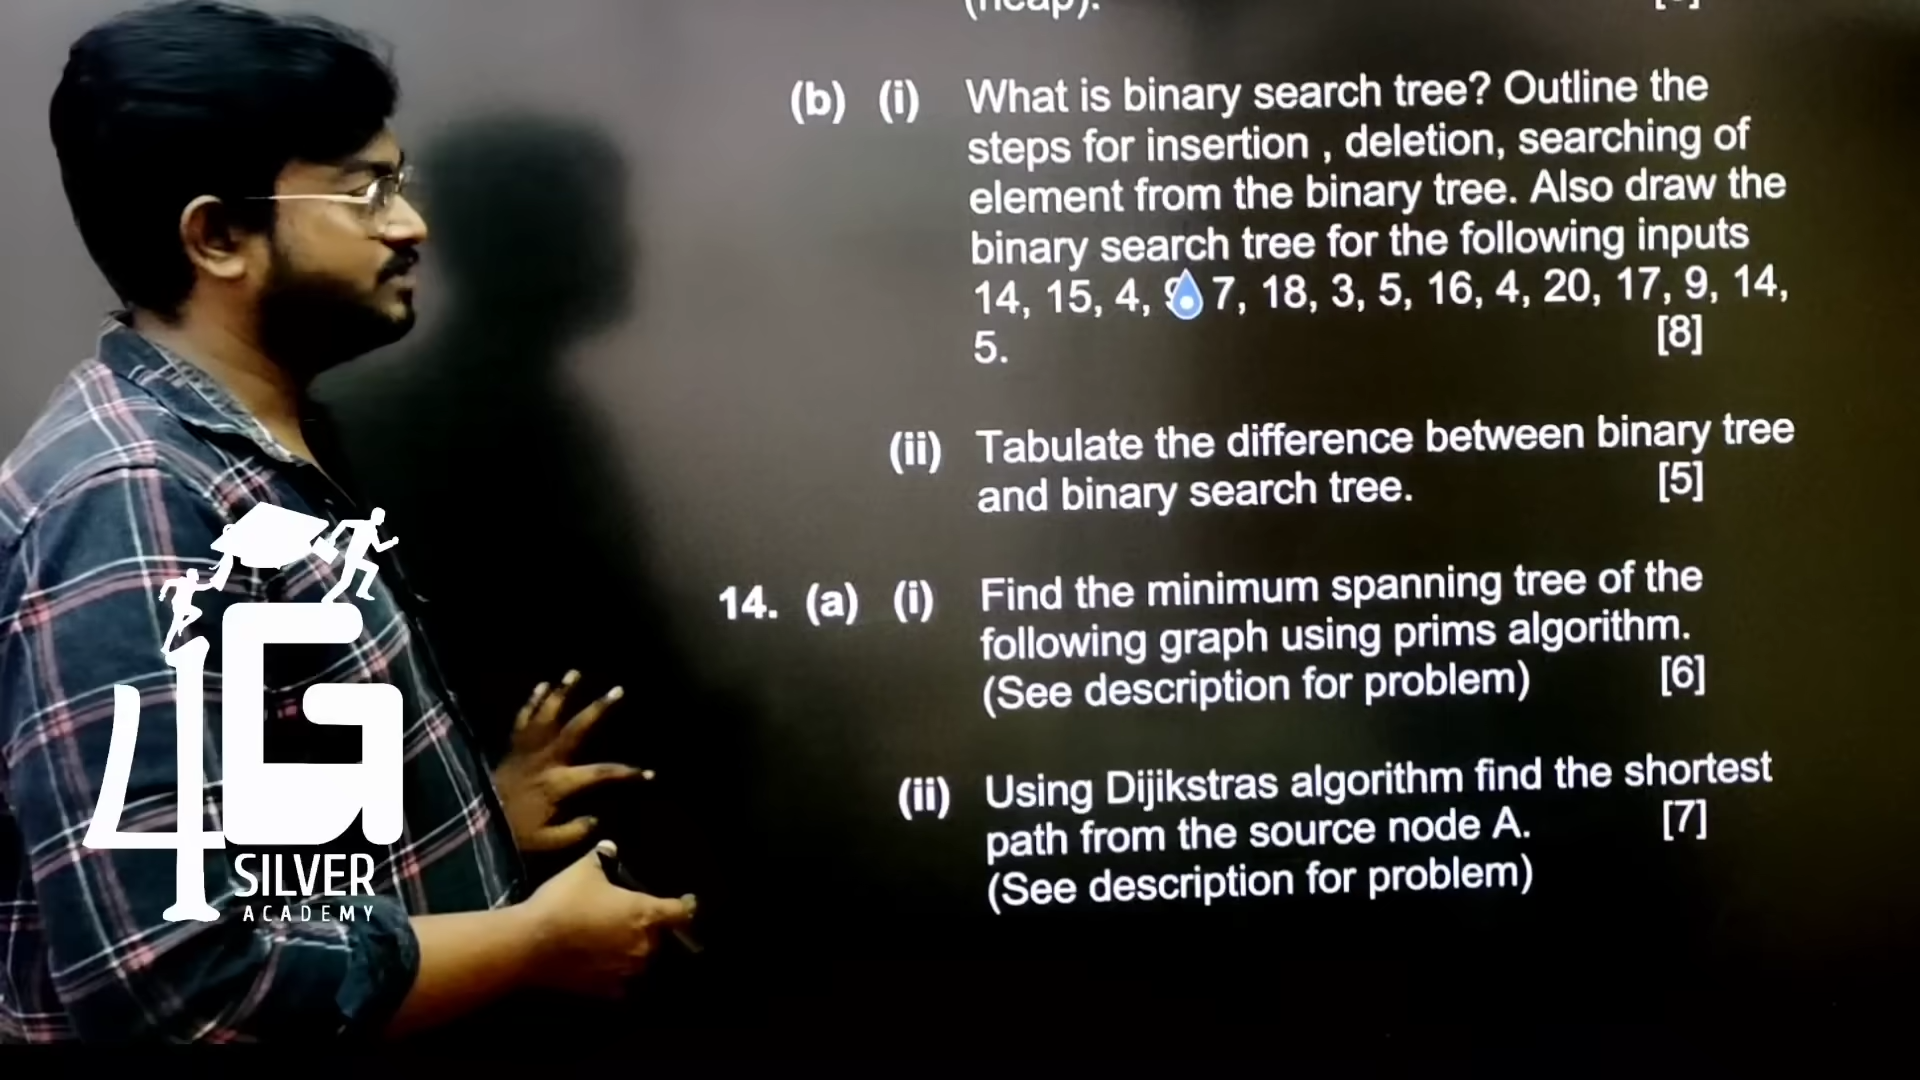 (heap).
(b) (i) What is binary search tree? Outline the
steps for insertion , deletion, searching of
element from the binary tree. Also draw the
binary search tree for the following inputs
14, 15, 4, 7, 18, 3, 5, 16, 4, 20, 17, 9, 14,
5. [8]
(ii) Tabulate the difference between binary tree
and binary search tree. [5]
14. (a) (i) Find the minimum spanning tree of the
following graph using prims algorithm.
(See description for problem) [6]
(ii) Using Dijikstras algorithm find the shortest
path from the source node A. [7]
(See description for problem)
4G
SILVER
ACADEMY